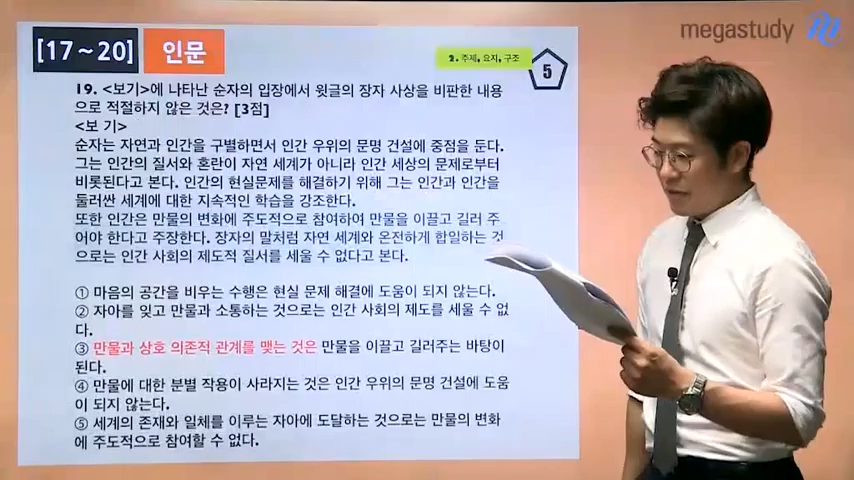 megastudy
[17~20] 인문
2. 주제, 요지, 구조
5
19. <보기>에 나타난 순자의 입장에서 윗글의 장자 사상을 비판한 내용
으로 적절하지 않은 것은? [3점]
<보 기>
순자는 자연과 인간을 구별하면서 인간 우위의 문명 건설에 중점을 둔다.
그는 인간의 질서와 혼란이 자연 세계가 아니라 인간 세상의 문제로부터
비롯된다고 본다. 인간의 현실문제를 해결하기 위해 그는 인간과 인간을
둘러싼 세계에 대한 지속적인 학습을 강조한다.
또한 인간은 만물의 변화에 주도적으로 참여하여 만물을 이끌고 길러 주
어야 한다고 주장한다. 장자의 말처럼 자연 세계와 온전하게 합일하는 것
으로는 인간 사회의 제도적 질서를 세울 수 없다고 본다.
① 마음의 공간을 비우는 수행은 현실 문제 해결에 도움이 되지 않는다.
② 자아를 잊고 만물과 소통하는 것으로는 인간 사회의 제도를 세울 수 없
다.
③ 만물과 상호 의존적 관계를 맺는 것은 만물을 이끌고 길러주는 바탕이
된다.
④ 만물에 대한 분별 작용이 사라지는 것은 인간 우위의 문명 건설에 도움
이 되지 않는다.
⑤ 세계의 존재와 일체를 이루는 자아에 도달하는 것으로는 만물의 변화
에 주도적으로 참여할 수 없다.